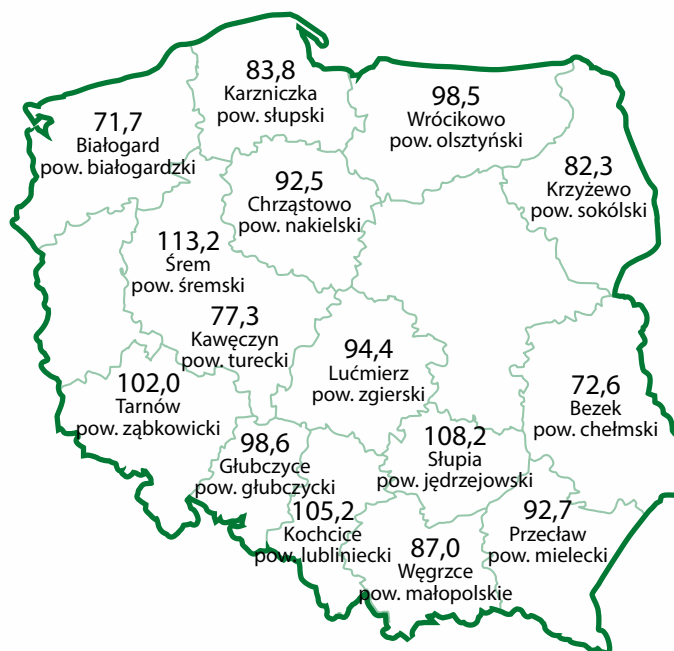 83,8
Karzniczka
pow. słupski
98,5
Wrócikowo
pow. olsztyński
71,7
Białogard
pow. białogardzki
82,3
Krzyżewo
pow. sokólski
92,5
Chrząstowo
pow. nakielski
113,2
Śrem
pow. śremski
77,3
Kawęczyn
pow. turecki
94,4
Lućmierz
pow. zgierski
102,0
Tarnów
pow. ząbkowicki
72,6
Bezek
pow. chełmski
98,6
Głubczyce
pow. głubczycki
108,2
Słupia
pow. jędrzejowski
105,2
Kochcice
pow. lubliniecki
92,7
Przecław
pow. mielecki
87,0
Węgrzce
pow. małopolskie